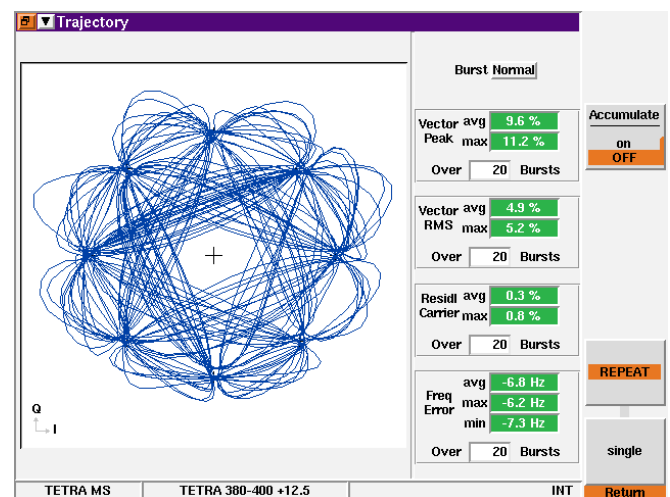 Trajectory
Burst Normal
Accumulate
on
OFF
Vector Peak avg 9.6 %
max 11.2 %
Over 20 Bursts
Vector RMS avg 4.9 %
max 5.2 %
Over 20 Bursts
Residl Carrier avg 0.3 %
max 0.8 %
Over 20 Bursts
REPEAT
Freq Error avg -6.8 Hz
max -6.2 Hz
min -7.3 Hz
Over 20 Bursts
Q
I
single
TETRA MS TETRA 380-400 +12.5 INT Return